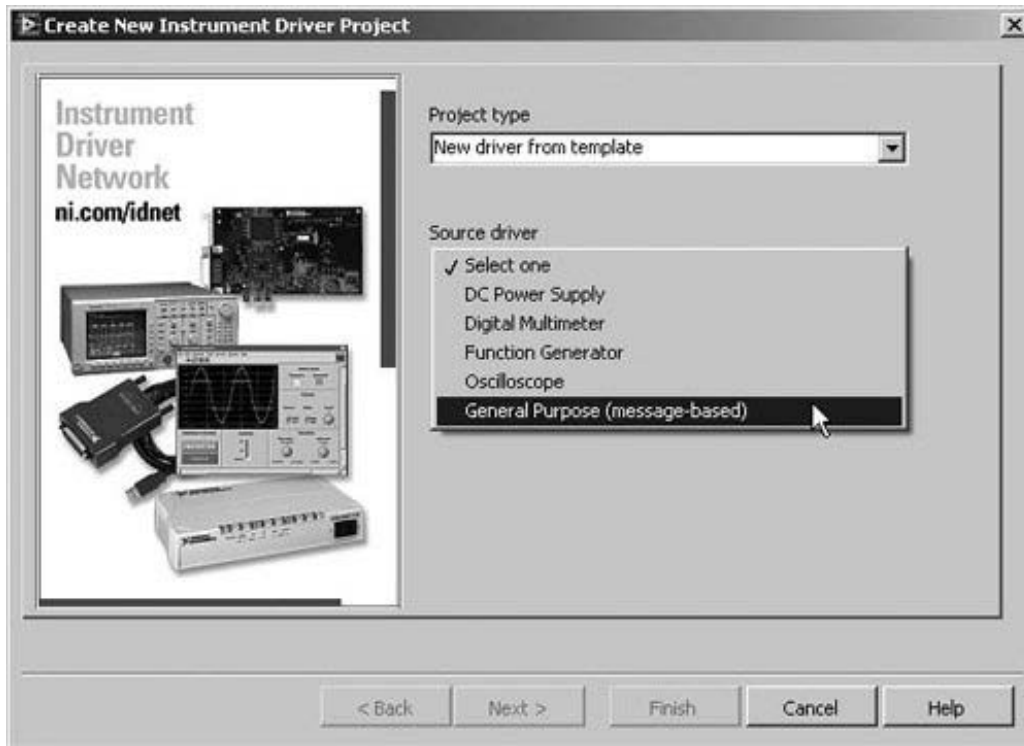 Create New Instrument Driver Project
Instrument
Driver
Network
ni.com/idnet
Project type
New driver from template
Source driver
✓ Select one
DC Power Supply
Digital Multimeter
Function Generator
Oscilloscope
General Purpose (message-based)
< Back
Next >
Finish
Cancel
Help